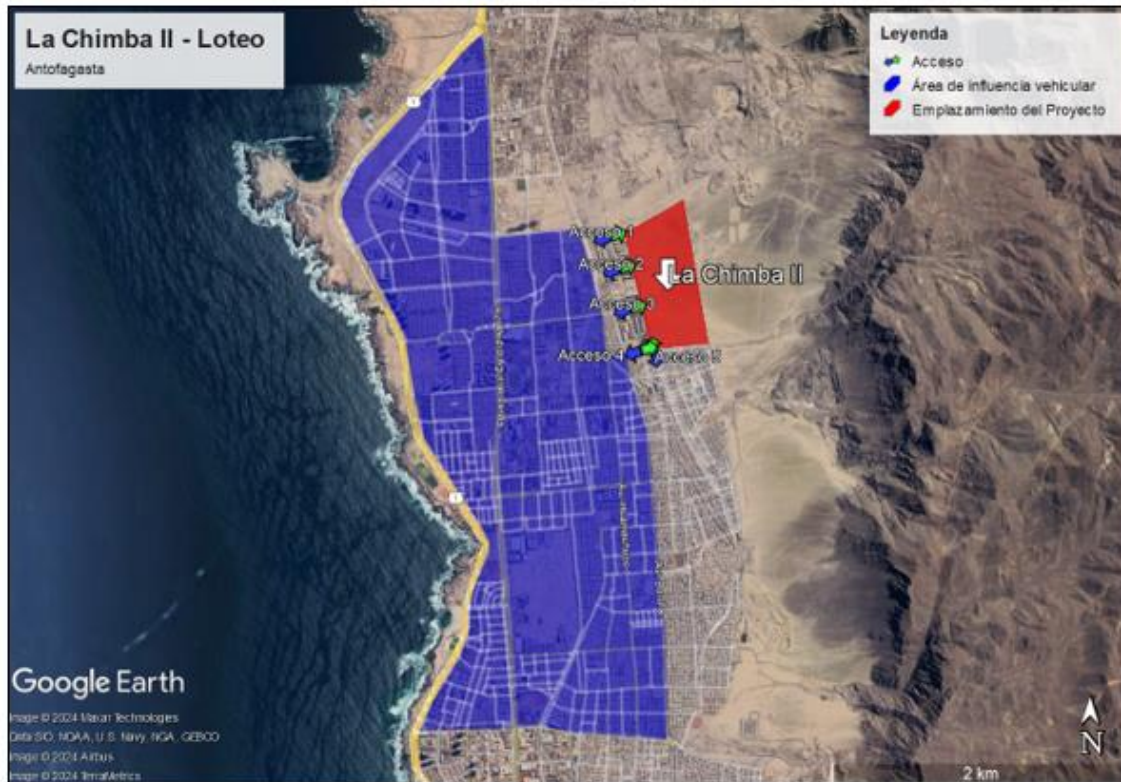 La Chimba II - Loteo
Antofagasta
Leyenda
Acceso
Área de influencia vehicular
Emplazamiento del Proyecto
1
Acceso 1
Acceso 2
La Chimba II
Acceso 3
Acceso 4
Acceso 5
1
Google Earth
Image © 2024 Maxar Technologies
Data SIO, NOAA, U.S. Navy, NGA, GEBCO
Image © 2024 Airbus
Image © 2024 TerraMetrics
N
2 km